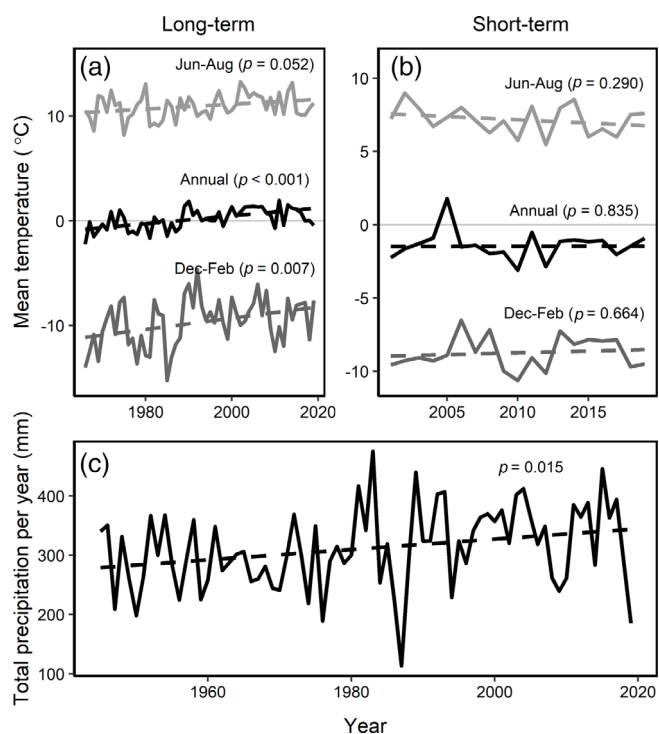 Long-term
Short-term
(a)
Jun-Aug (p = 0.052)
Annual (p < 0.001)
Dec-Feb (p = 0.007)
10
0
-10
1980
2000
2020
Mean temperature ( °C)
(b)
Jun-Aug (p = 0.290)
Annual (p = 0.835)
Dec-Feb (p = 0.664)
10
5
0
-5
-10
2005
2010
2015
(c)
p = 0.015
400
300
200
100
1960
1980
2000
2020
Total precipitation per year (mm)
Year